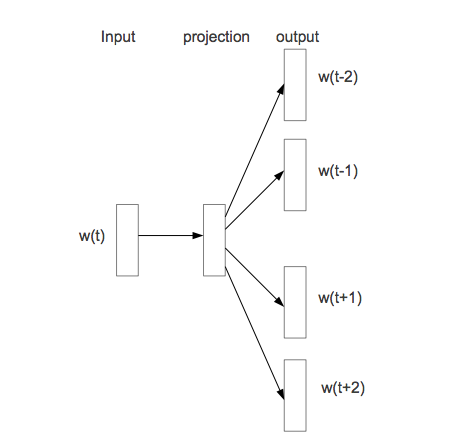 Input projection output
w(t-2)
w(t-1)
w(t)
w(t+1)
w(t+2)